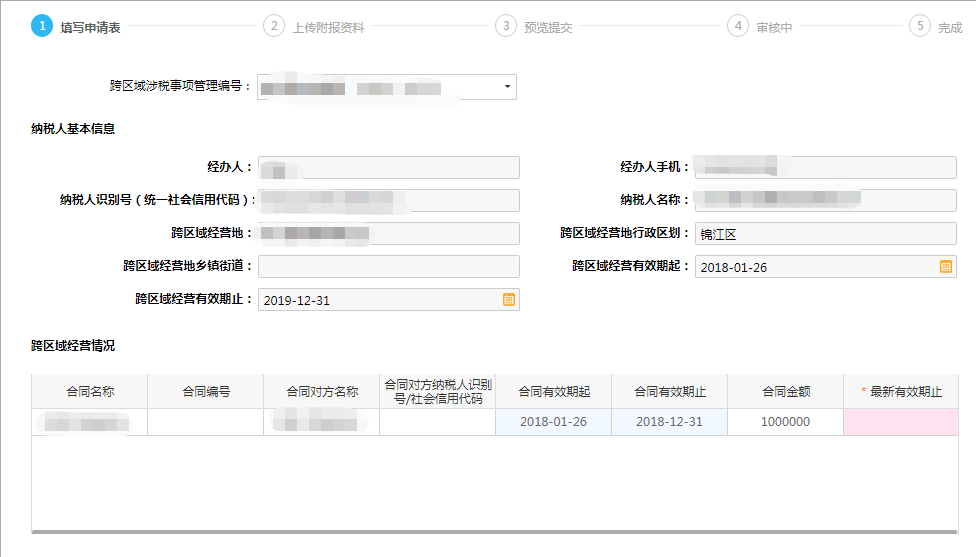 1 填写申请表 2 上传附报资料 3 预览提交 4 审核中 5 完成
跨区域涉税事项管理编号：
纳税人基本信息
经办人： 经办人手机：
纳税人识别号（统一社会信用代码）： 纳税人名称：
跨区域经营地： 跨区域经营地行政区划： 锦江区
跨区域经营地乡镇街道： 跨区域经营有效期起： 2018-01-26
跨区域经营有效期止： 2019-12-31
跨区域经营情况
合同名称 合同编号 合同对方名称 合同对方纳税人识别号/社会信用代码 合同有效期起 合同有效期止 合同金额 * 最新有效期止
2018-01-26 2018-12-31 1000000